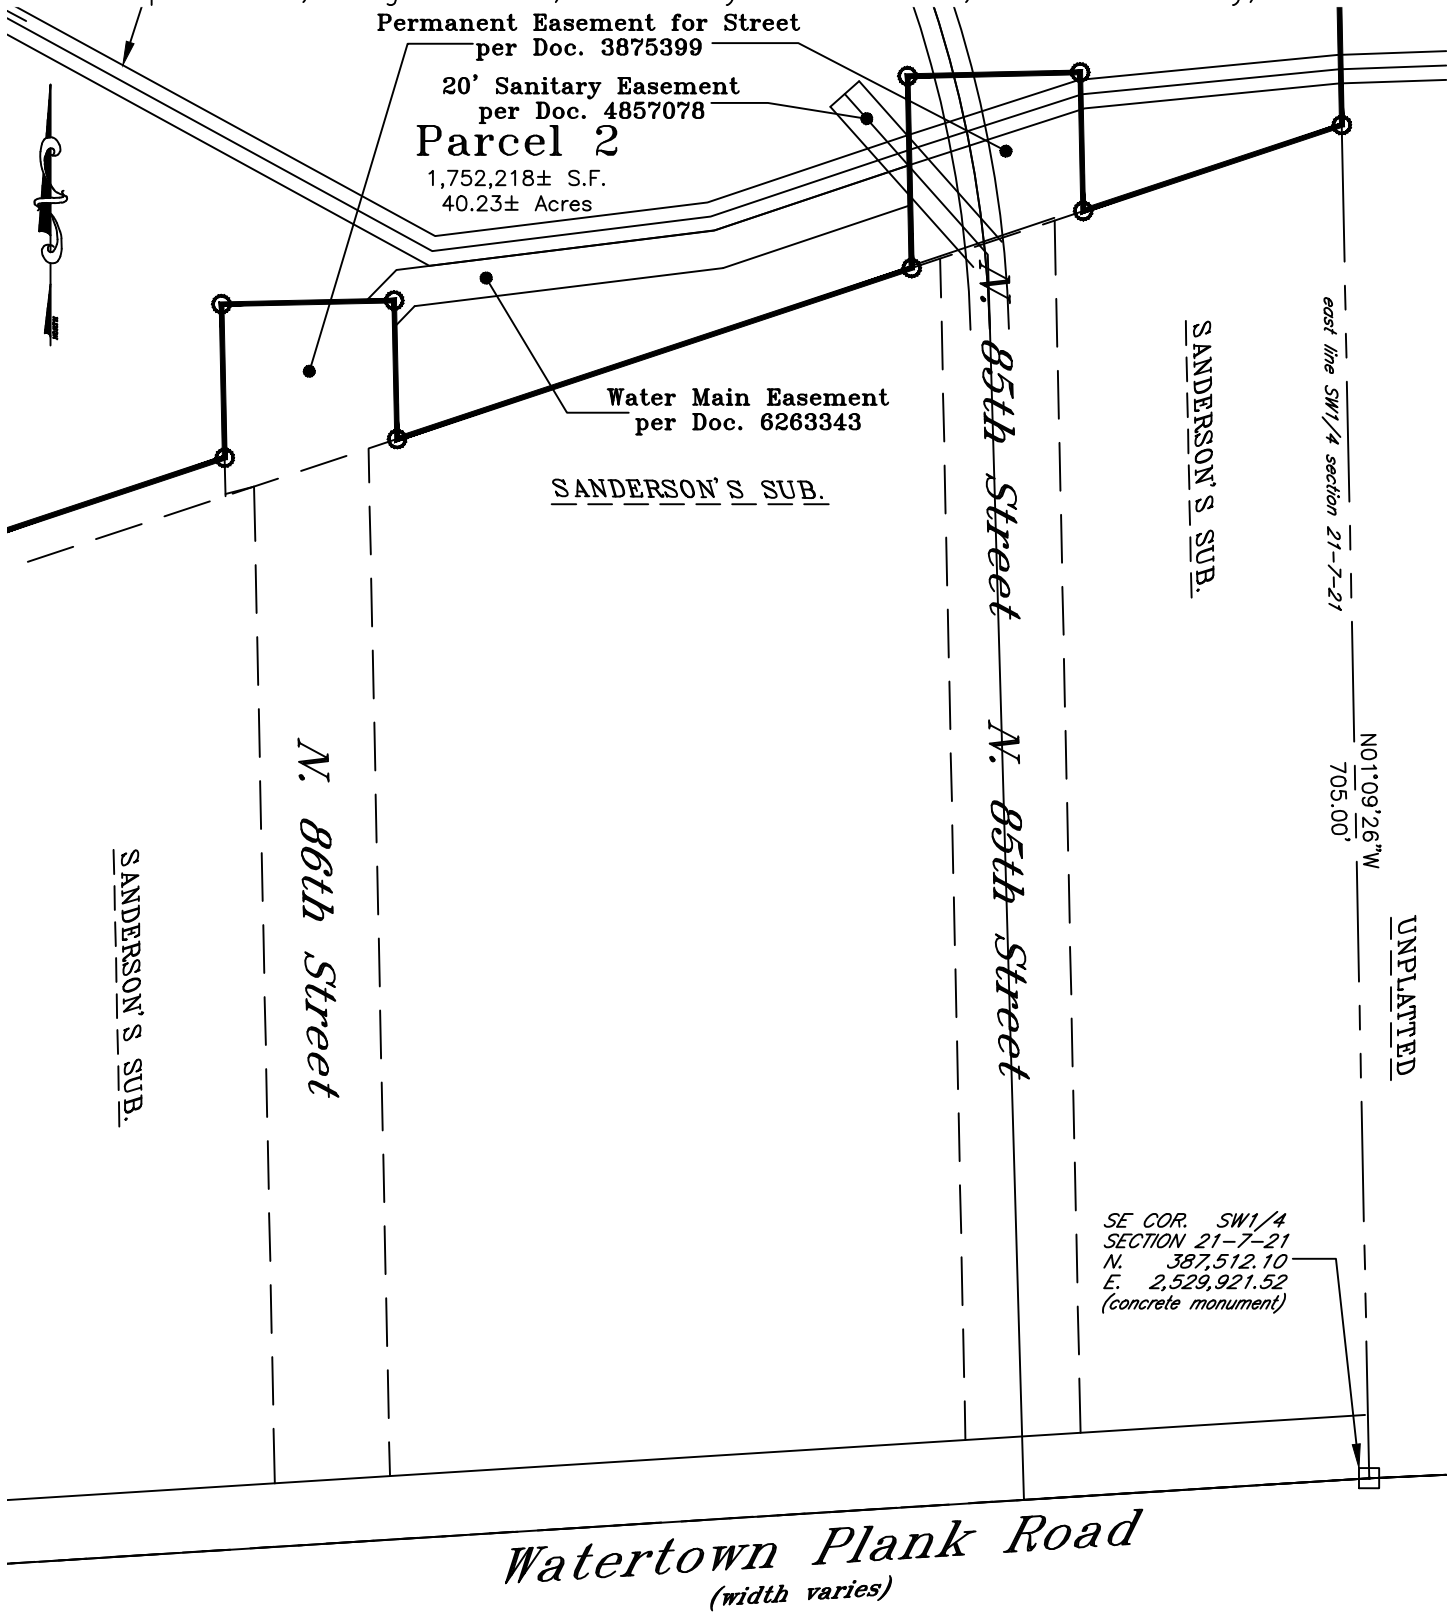 Permanent Easement for Street
per Doc. 3875399
20' Sanitary Easement
per Doc. 4857078
Parcel 2
1,752,218± S.F.
40.23± Acres
Water Main Easement
per Doc. 6263343
SANDERSON'S SUB.
N. 85th Street
SANDERSON'S SUB.
east line SW1/4 section 21-7-21
N. 86th Street
N. 85th Street
N01°09'26"W
705.00'
SANDERSON'S SUB.
UNPLATTED
SE COR. SW1/4
SECTION 21-7-21
N. 387,512.10
E. 2,529,921.52
(concrete monument)
Watertown Plank Road
(width varies)